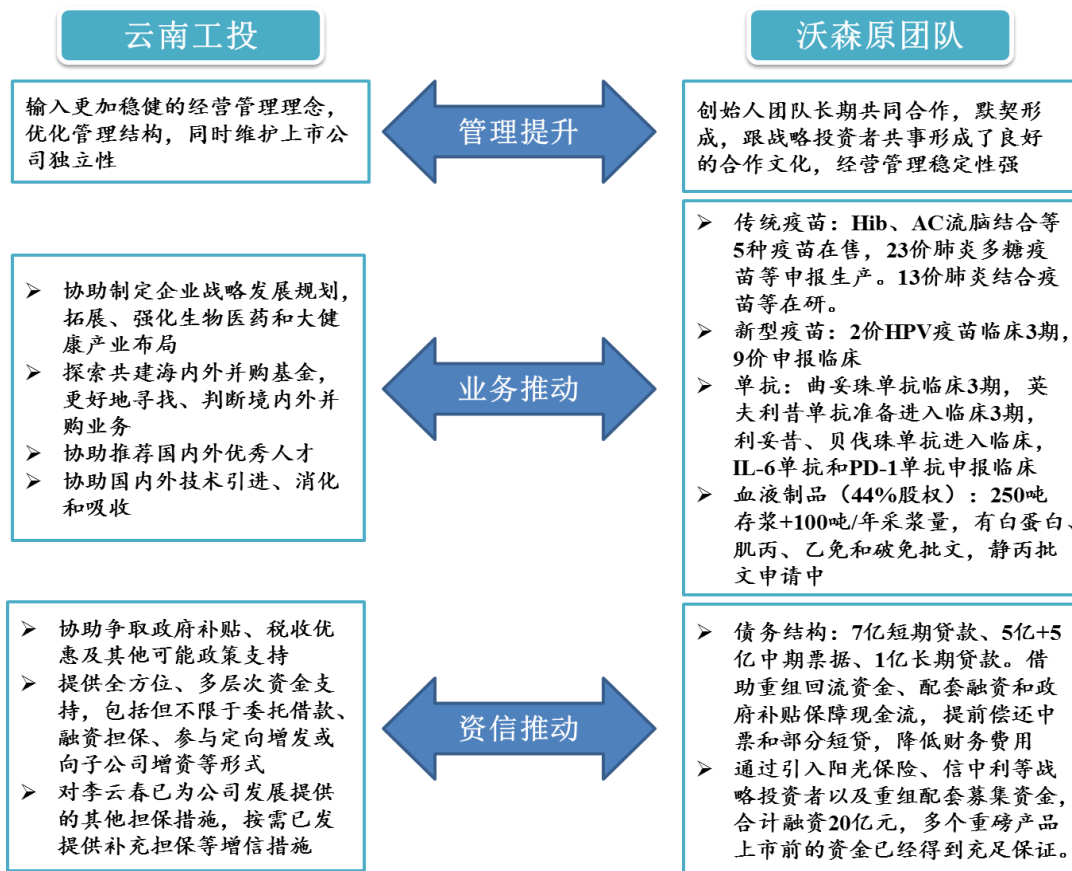 云南工投
沃森原团队
输入更加稳健的经营管理理念，
优化管理结构，同时维护上市公
司独立性
管理提升
创始人团队长期共同合作，默契形
成，跟战略投资者共事形成了良好
的合作文化，经营管理稳定性强
➢ 协助制定企业战略发展规划，
拓展、强化生物医药和大健
康产业布局
➢ 探索共建海内外并购基金，
更好地寻找、判断境内外并
购业务
➢ 协助推荐国内外优秀人才
➢ 协助国内外技术引进、消化
和吸收
业务推动
➢ 传统疫苗：Hib、AC流脑结合等
5种疫苗在售，23价肺炎多糖疫
苗等申报生产。13价肺炎结合疫
苗等在研。
➢ 新型疫苗：2价HPV疫苗临床3期，
9价申报临床
➢ 单抗：曲妥珠单抗临床3期，英
夫利昔单抗准备进入临床3期，
利妥昔、贝伐珠单抗进入临床，
IL-6单抗和PD-1单抗申报临床
➢ 血液制品（44%股权）：250吨
存浆+100吨/年采浆量，有白蛋白、
肌丙、乙免和破免批文，静丙批
文申请中
➢ 协助争取政府补贴、税收优
惠及其他可能政策支持
➢ 提供全方位、多层次资金支
持，包括但不限于委托借款、
融资担保、参与定向增发或
向子公司增资等形式
➢ 对李云春已为公司发展提供
的其他担保措施，按需已发
提供补充担保等增信措施
资信推动
➢ 债务结构：7亿短期贷款、5亿+5
亿中期票据、1亿长期贷款。借
助重组回流资金、配套融资和政
府补贴保障现金流，提前偿还中
票和部分短贷，降低财务费用
➢ 通过引入阳光保险、信中利等战
略投资者以及重组配套募集资金，
合计融资20亿元，多个重磅产品
上市前的资金已经得到充足保证。